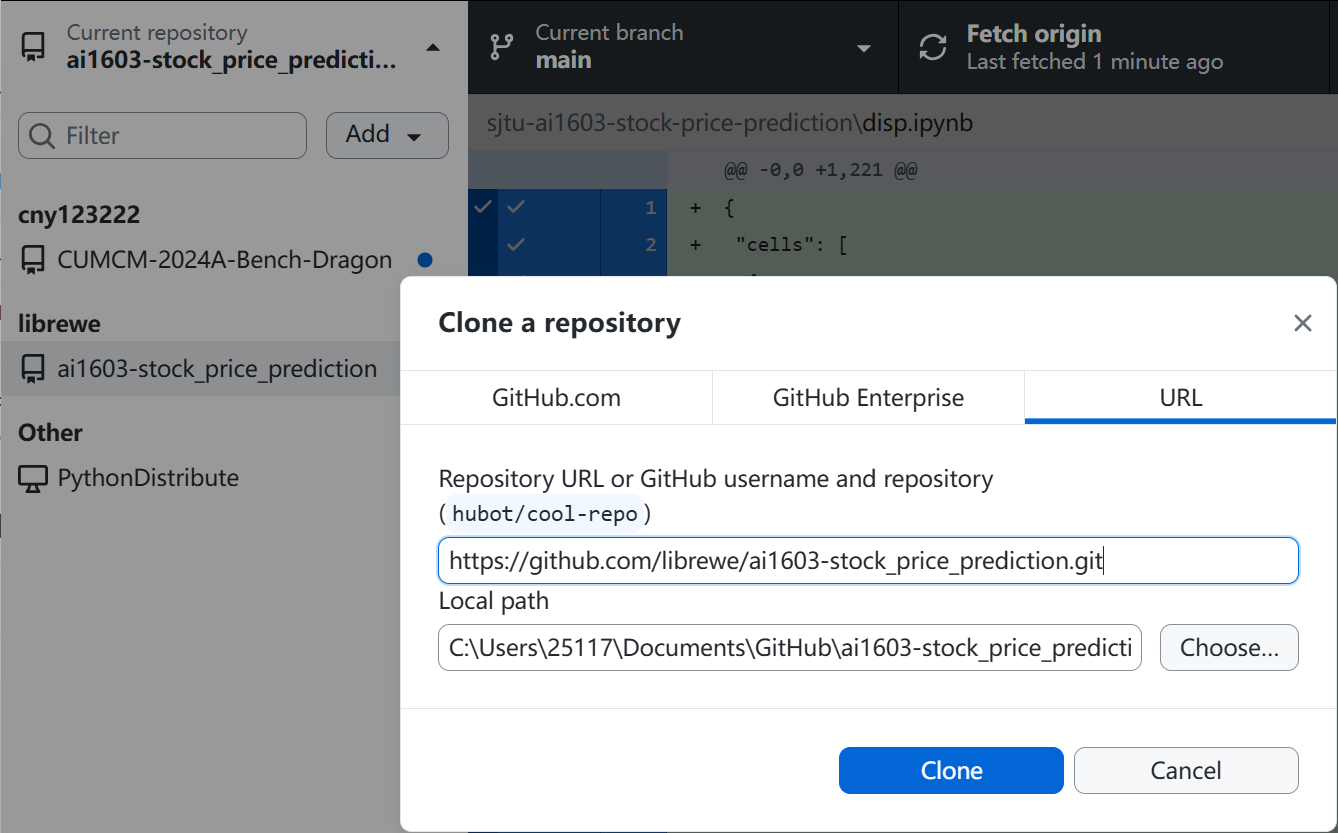 Current repository
ai1603-stock_price_predicti...
Current branch
main
Fetch origin
Last fetched 1 minute ago
Filter
Add
sjtu-ai1603-stock-price-prediction\disp.ipynb
@@ -0,0 +1,221 @@
1 + {
2 + "cells": [
cny123222
CUMCM-2024A-Bench-Dragon
librewe
ai1603-stock_price_prediction
Other
PythonDistribute
Clone a repository
GitHub.com
GitHub Enterprise
URL
Repository URL or GitHub username and repository
(hubot/cool-repo)
https://github.com/librewe/ai1603-stock_price_prediction.git
Local path
C:\Users\25117\Documents\GitHub\ai1603-stock_price_predicti
Choose...
Clone
Cancel